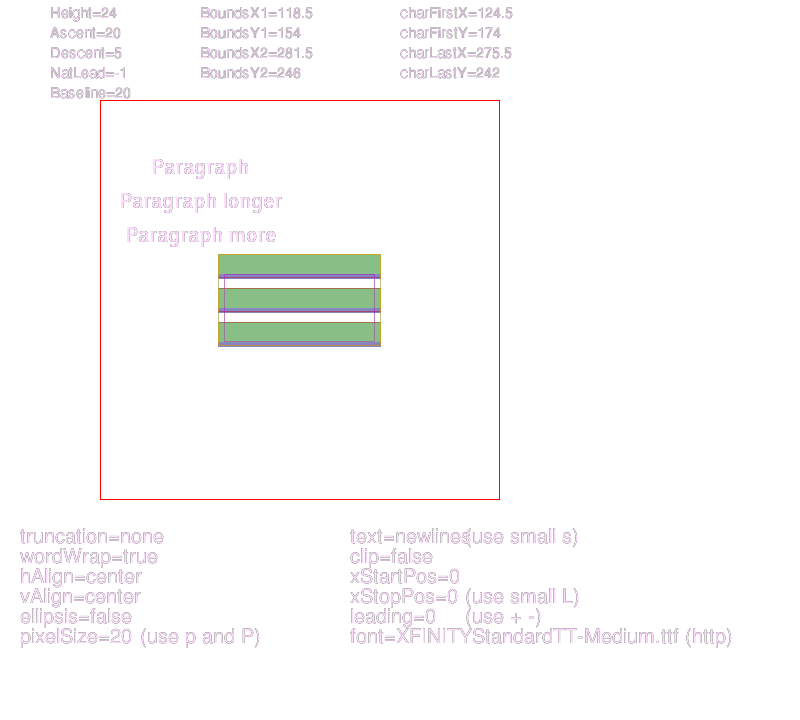 Height=24 BoundsX1=118.5 charFirstX=124.5
Ascent=20 BoundsY1=154 charFirstY=174
Descent=5 BoundsX2=281.5 charLastX=275.5
NatLead=-1 BoundsY2=246 charLastY=242
Baseline=20
Paragraph
Paragraph longer
Paragraph more
truncation=none text=newlines(use small s)
wordWrap=true clip=false
hAlign=center xStartPos=0
vAlign=center xStopPos=0 (use small L)
ellipsis=false leading=0 (use + -)
pixelSize=20 (use p and P) font=XFINITYStandardTT-Medium.ttf (http)